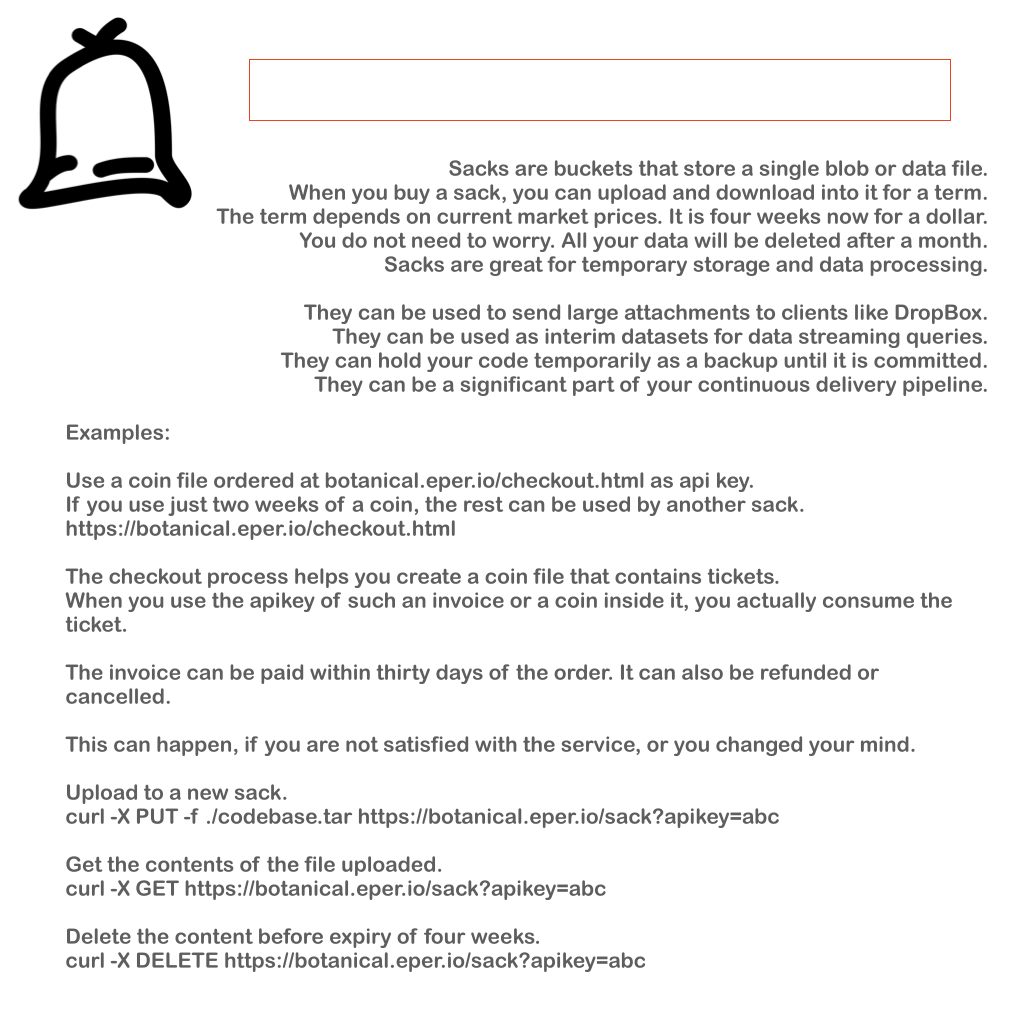 Sacks are buckets that store a single blob or data file.
When you buy a sack, you can upload and download into it for a term.
The term depends on current market prices. It is four weeks now for a dollar.
You do not need to worry. All your data will be deleted after a month.
Sacks are great for temporary storage and data processing.
They can be used to send large attachments to clients like DropBox.
They can be used as interim datasets for data streaming queries.
They can hold your code temporarily as a backup until it is committed.
They can be a significant part of your continuous delivery pipeline.
Examples:
Use a coin file ordered at botanical.eper.io/checkout.html as api key.
If you use just two weeks of a coin, the rest can be used by another sack.
https://botanical.eper.io/checkout.html
The checkout process helps you create a coin file that contains tickets.
When you use the apikey of such an invoice or a coin inside it, you actually consume the
ticket.
The invoice can be paid within thirty days of the order. It can also be refunded or
cancelled.
This can happen, if you are not satisfied with the service, or you changed your mind.
Upload to a new sack.
curl -X PUT -f ./codebase.tar https://botanical.eper.io/sack?apikey=abc
Get the contents of the file uploaded.
curl -X GET https://botanical.eper.io/sack?apikey=abc
Delete the content before expiry of four weeks.
curl -X DELETE https://botanical.eper.io/sack?apikey=abc